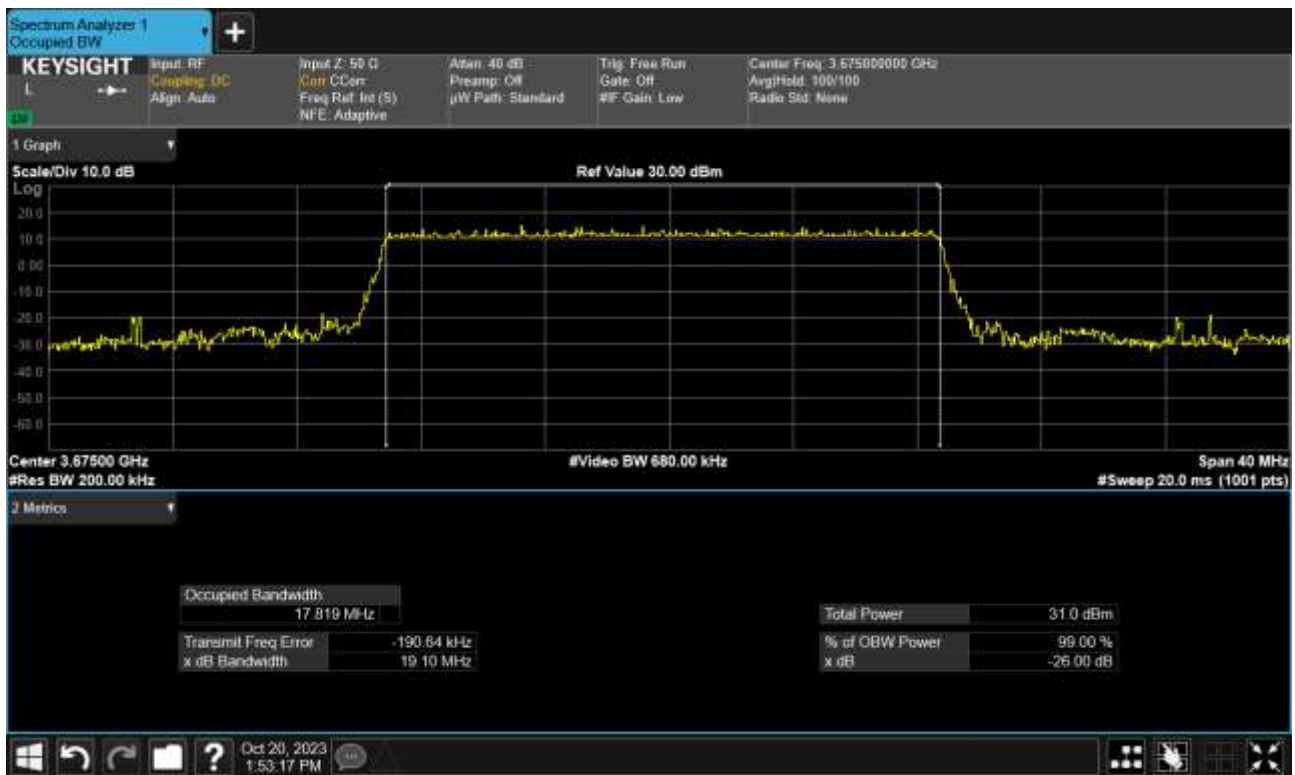 Spectrum Analyzer 1
Occupied BW
+
KEYSIGHT
L
Input: RF
Coupling: DC
Align: Auto
Input Z: 50 Ω
Corr CCorr
Freq Ref: Int (S)
NFE: Adaptive
Atten: 40 dB
Preamp: Off
µW Path: Standard
Trig: Free Run
Gate: Off
#IF Gain: Low
Center Freq: 3.675000000 GHz
Avg|Hold: 100/100
Radio Std: None
1 Graph
Scale/Div 10.0 dB
Ref Value 30.00 dBm
Log
20.0
10.0
0.00
-10.0
-20.0
-30.0
-40.0
-50.0
-60.0
Center 3.67500 GHz
#Video BW 680.00 kHz
Span 40 MHz
#Res BW 200.00 kHz
#Sweep 20.0 ms (1001 pts)
2 Metrics
Occupied Bandwidth
17.819 MHz
Total Power 31.0 dBm
Transmit Freq Error -190.64 kHz
% of OBW Power 99.00 %
x dB Bandwidth 19.10 MHz
x dB -26.00 dB
?
Oct 20, 2023
1:53:17 PM